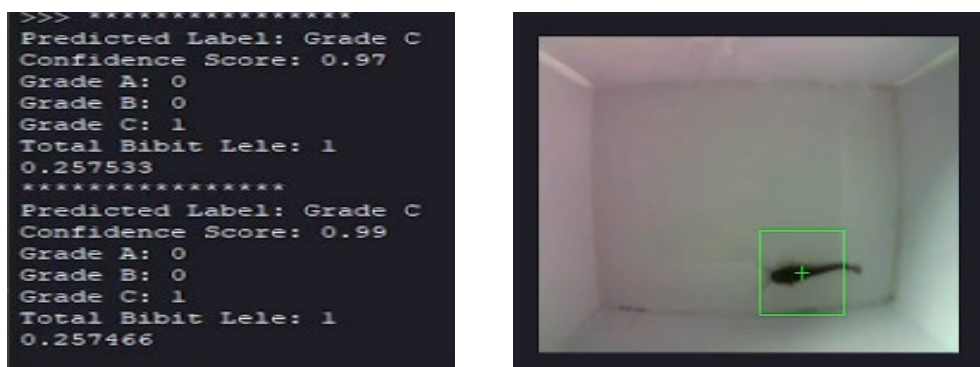 >>> ****************
Predicted Label: Grade C
Confidence Score: 0.97
Grade A: 0
Grade B: 0
Grade C: 1
Total Bibit Lele: 1
0.257533
****************
Predicted Label: Grade C
Confidence Score: 0.99
Grade A: 0
Grade B: 0
Grade C: 1
Total Bibit Lele: 1
0.257466